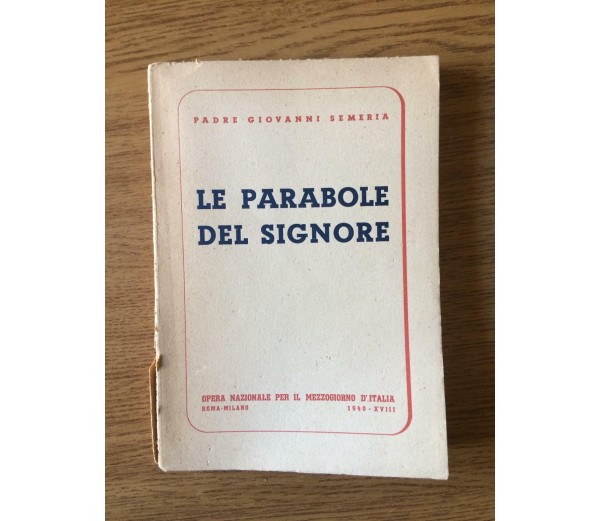 PADRE GIOVANNI SEMERIA
LE PARABOLE
DEL SIGNORE
OPERA NAZIONALE PER IL MEZZOGIORNO D'ITALIA
ROMA-MILANO 1940-XVIII